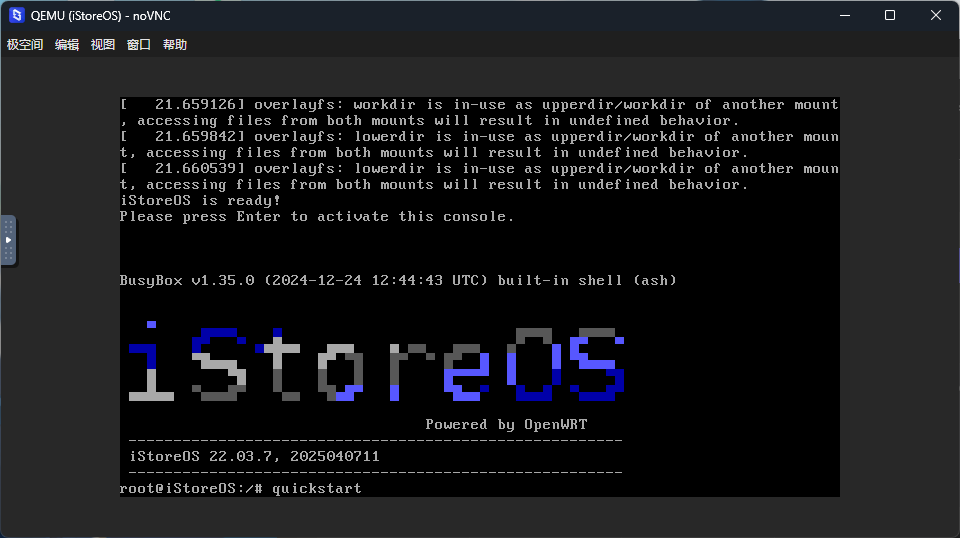 QEMU (iStoreOS) - noVNC
极空间 编辑 视图 窗口 帮助
[   21.659126] overlayfs: workdir is in-use as upperdir/workdir of another mount
, accessing files from both mounts will result in undefined behavior.
[   21.659842] overlayfs: lowerdir is in-use as upperdir/workdir of another moun
t, accessing files from both mounts will result in undefined behavior.
[   21.660539] overlayfs: lowerdir is in-use as upperdir/workdir of another moun
t, accessing files from both mounts will result in undefined behavior.
iStoreOS is ready!
Please press Enter to activate this console.
BusyBox v1.35.0 (2024-12-24 12:44:43 UTC) built-in shell (ash)
iStoreOS
Powered by OpenWRT
-------------------------------------------------------
iStoreOS 22.03.7, 2025040711
-------------------------------------------------------
root@iStoreOS:/# quickstart